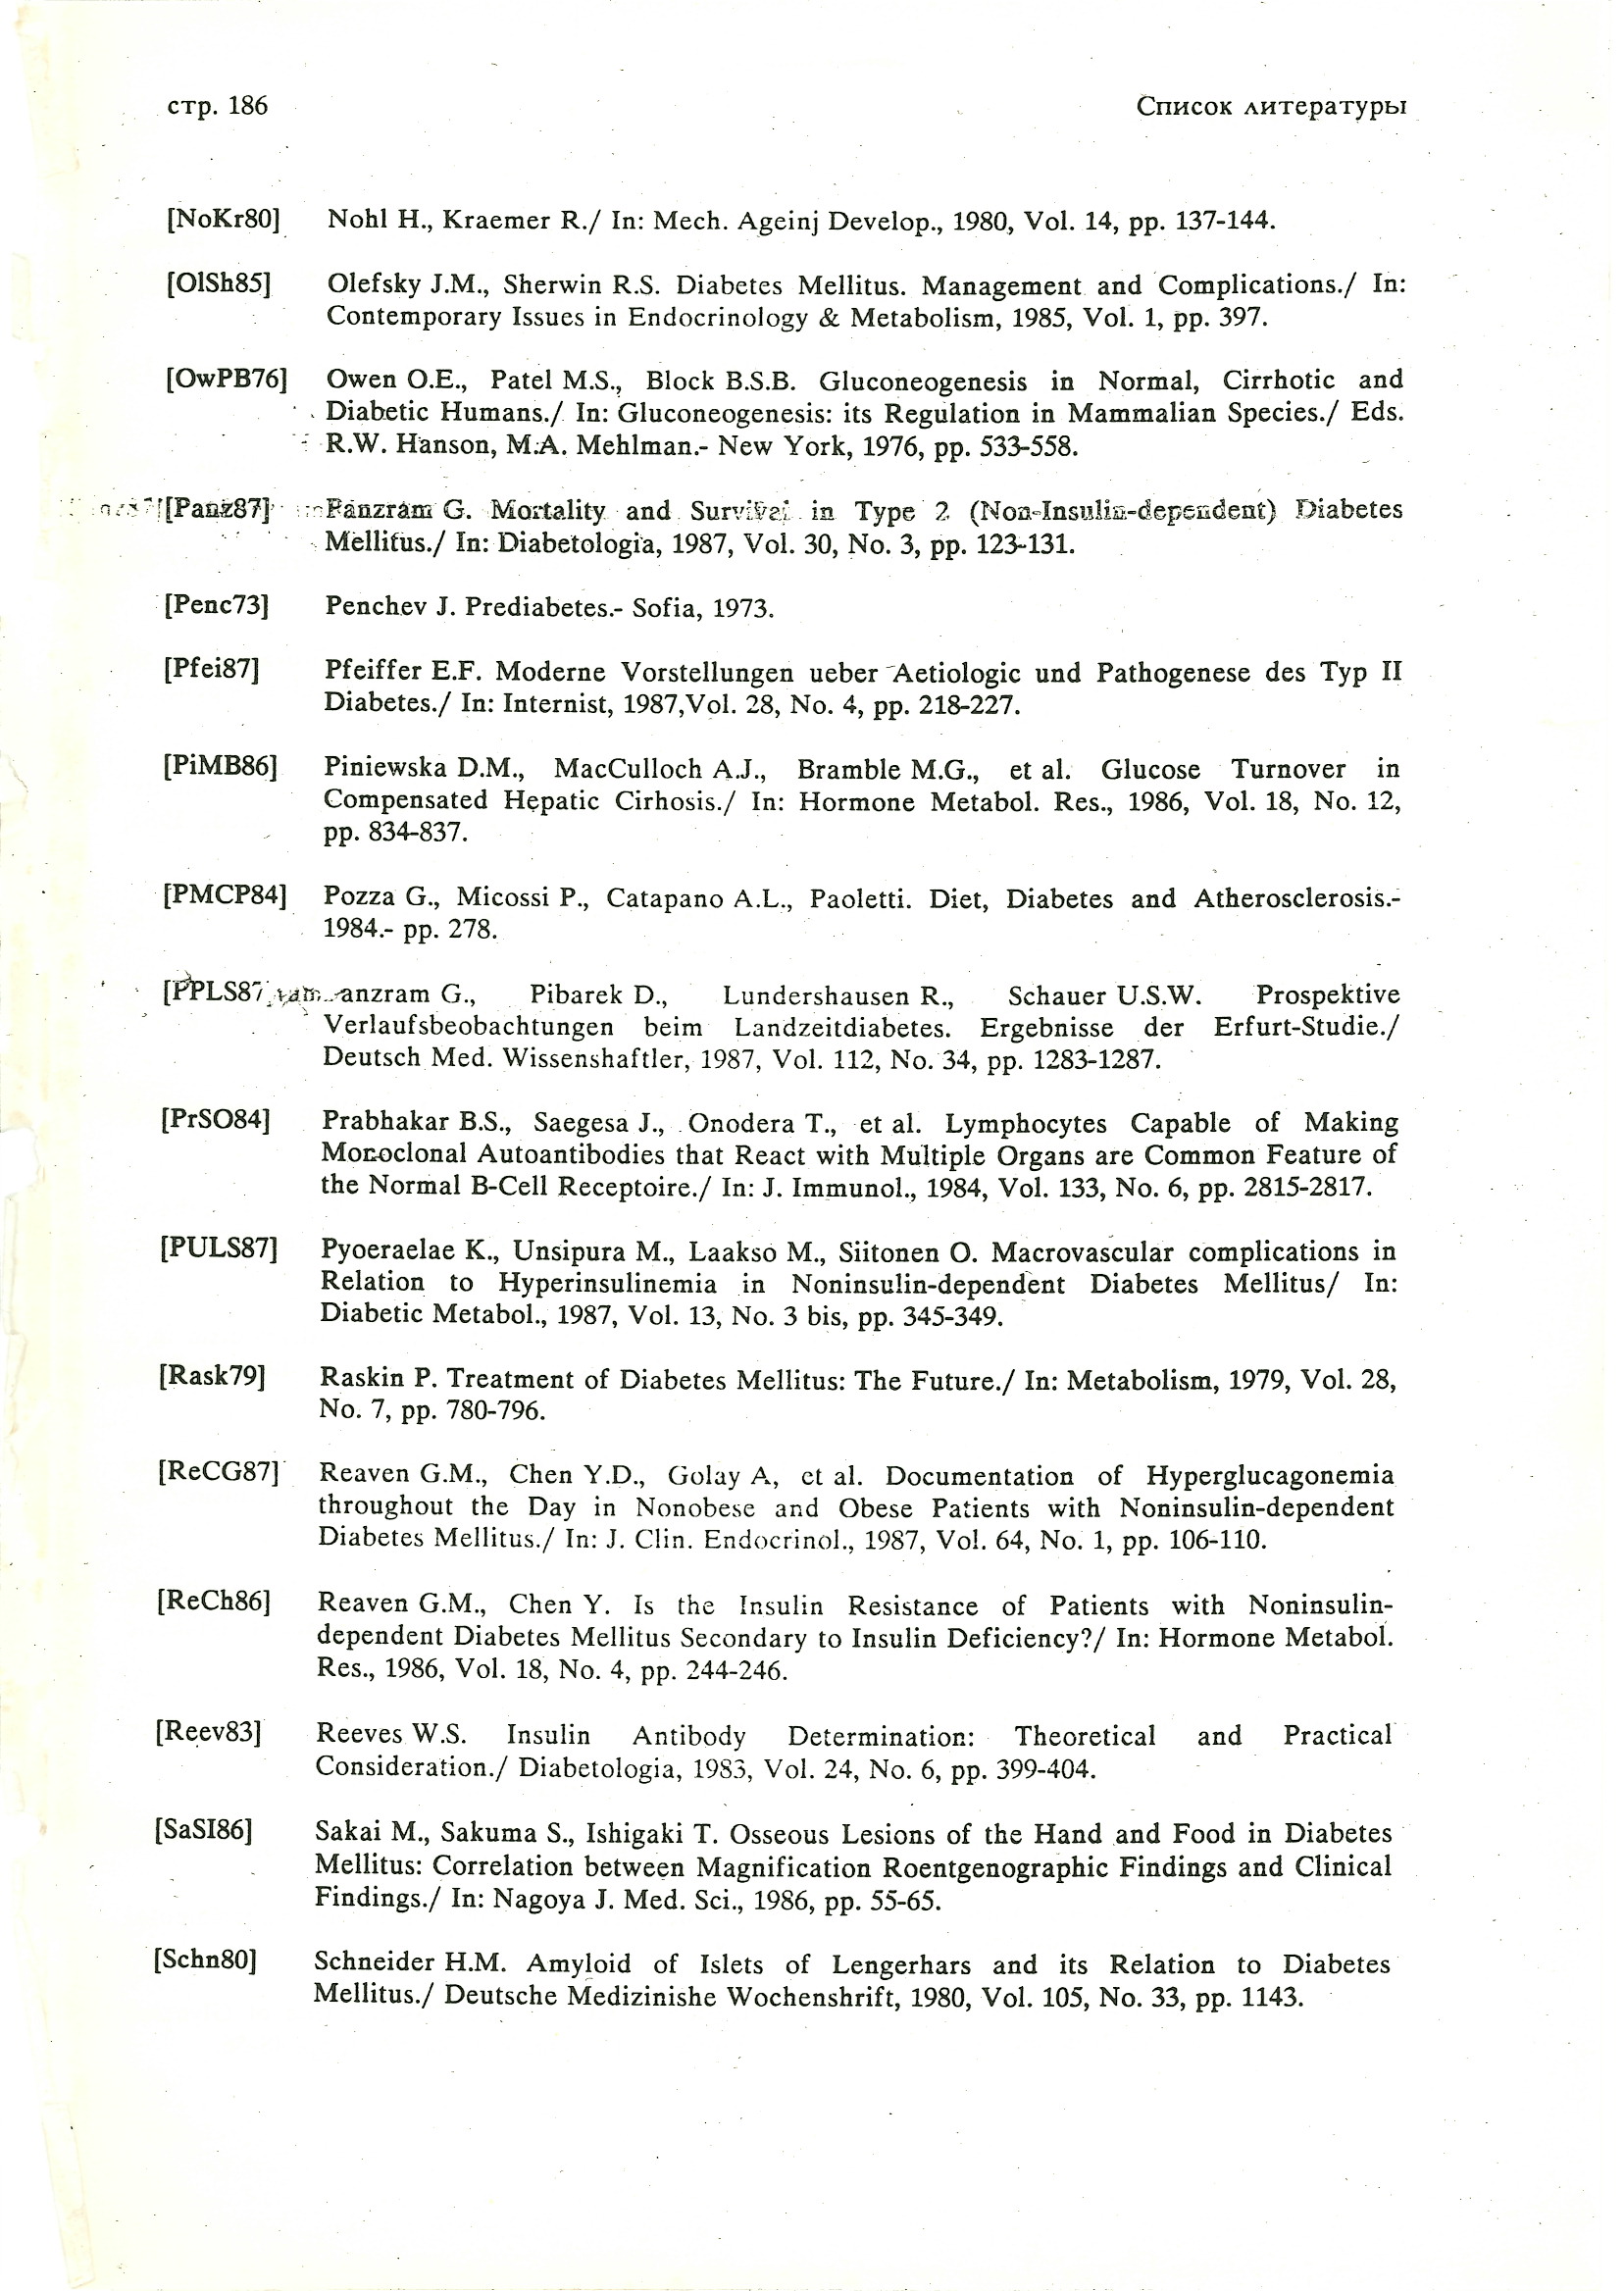 стр. 186 Список литературы
[NoKr80] Nohl H., Kraemer R./ In: Mech. Ageinj Develop., 1980, Vol. 14, pp. 137-144.
[OlSh85] Olefsky J.M., Sherwin R.S. Diabetes Mellitus. Management and Complications./ In:
Contemporary Issues in Endocrinology & Metabolism, 1985, Vol. 1, pp. 397.
[OwPB76] Owen O.E., Patel M.S., Block B.S.B. Gluconeogenesis in Normal, Cirrhotic and
Diabetic Humans./ In: Gluconeogenesis: its Regulation in Mammalian Species./ Eds.
R.W. Hanson, M.A. Mehlman.- New York, 1976, pp. 533-558.
[Panz87] Panzram G. Mortality and Survival in Type 2 (Non-Insulin-dependent) Diabetes
Mellitus./ In: Diabetologia, 1987, Vol. 30, No. 3, pp. 123-131.
[Penc73] Penchev J. Prediabetes.- Sofia, 1973.
[Pfei87] Pfeiffer E.F. Moderne Vorstellungen ueber Aetiologic und Pathogenese des Typ II
Diabetes./ In: Internist, 1987,Vol. 28, No. 4, pp. 218-227.
[PiMB86] Piniewska D.M., MacCulloch A.J., Bramble M.G., et al. Glucose Turnover in
Compensated Hepatic Cirhosis./ In: Hormone Metabol. Res., 1986, Vol. 18, No. 12,
pp. 834-837.
[PMCP84] Pozza G., Micossi P., Catapano A.L., Paoletti. Diet, Diabetes and Atherosclerosis.-
1984.- pp. 278.
[PPLS87 anzram G., Pibarek D., Lundershausen R., Schauer U.S.W. Prospektive
Verlaufsbeobachtungen beim Landzeitdiabetes. Ergebnisse der Erfurt-Studie./
Deutsch Med. Wissenshaftler, 1987, Vol. 112, No. 34, pp. 1283-1287.
[PrSO84] Prabhakar B.S., Saegesa J., Onodera T., et al. Lymphocytes Capable of Making
Monoclonal Autoantibodies that React with Multiple Organs are Common Feature of
the Normal B-Cell Receptoire./ In: J. Immunol., 1984, Vol. 133, No. 6, pp. 2815-2817.
[PULS87] Pyoeraelae K., Unsipura M., Laakso M., Siitonen O. Macrovascular complications in
Relation to Hyperinsulinemia in Noninsulin-dependent Diabetes Mellitus/ In:
Diabetic Metabol., 1987, Vol. 13, No. 3 bis, pp. 345-349.
[Rask79] Raskin P. Treatment of Diabetes Mellitus: The Future./ In: Metabolism, 1979, Vol. 28,
No. 7, pp. 780-796.
[ReCG87] Reaven G.M., Chen Y.D., Golay A, et al. Documentation of Hyperglucagonemia
throughout the Day in Nonobese and Obese Patients with Noninsulin-dependent
Diabetes Mellitus./ In: J. Clin. Endocrinol., 1987, Vol. 64, No. 1, pp. 106-110.
[ReCh86] Reaven G.M., Chen Y. Is the Insulin Resistance of Patients with Noninsulin-
dependent Diabetes Mellitus Secondary to Insulin Deficiency?/ In: Hormone Metabol.
Res., 1986, Vol. 18, No. 4, pp. 244-246.
[Reev83] Reeves W.S. Insulin Antibody Determination: Theoretical and Practical
Consideration./ Diabetologia, 1983, Vol. 24, No. 6, pp. 399-404.
[SaSI86] Sakai M., Sakuma S., Ishigaki T. Osseous Lesions of the Hand and Food in Diabetes
Mellitus: Correlation between Magnification Roentgenographic Findings and Clinical
Findings./ In: Nagoya J. Med. Sci., 1986, pp. 55-65.
[Schn80] Schneider H.M. Amyloid of Islets of Lengerhars and its Relation to Diabetes
Mellitus./ Deutsche Medizinishe Wochenshrift, 1980, Vol. 105, No. 33, pp. 1143.